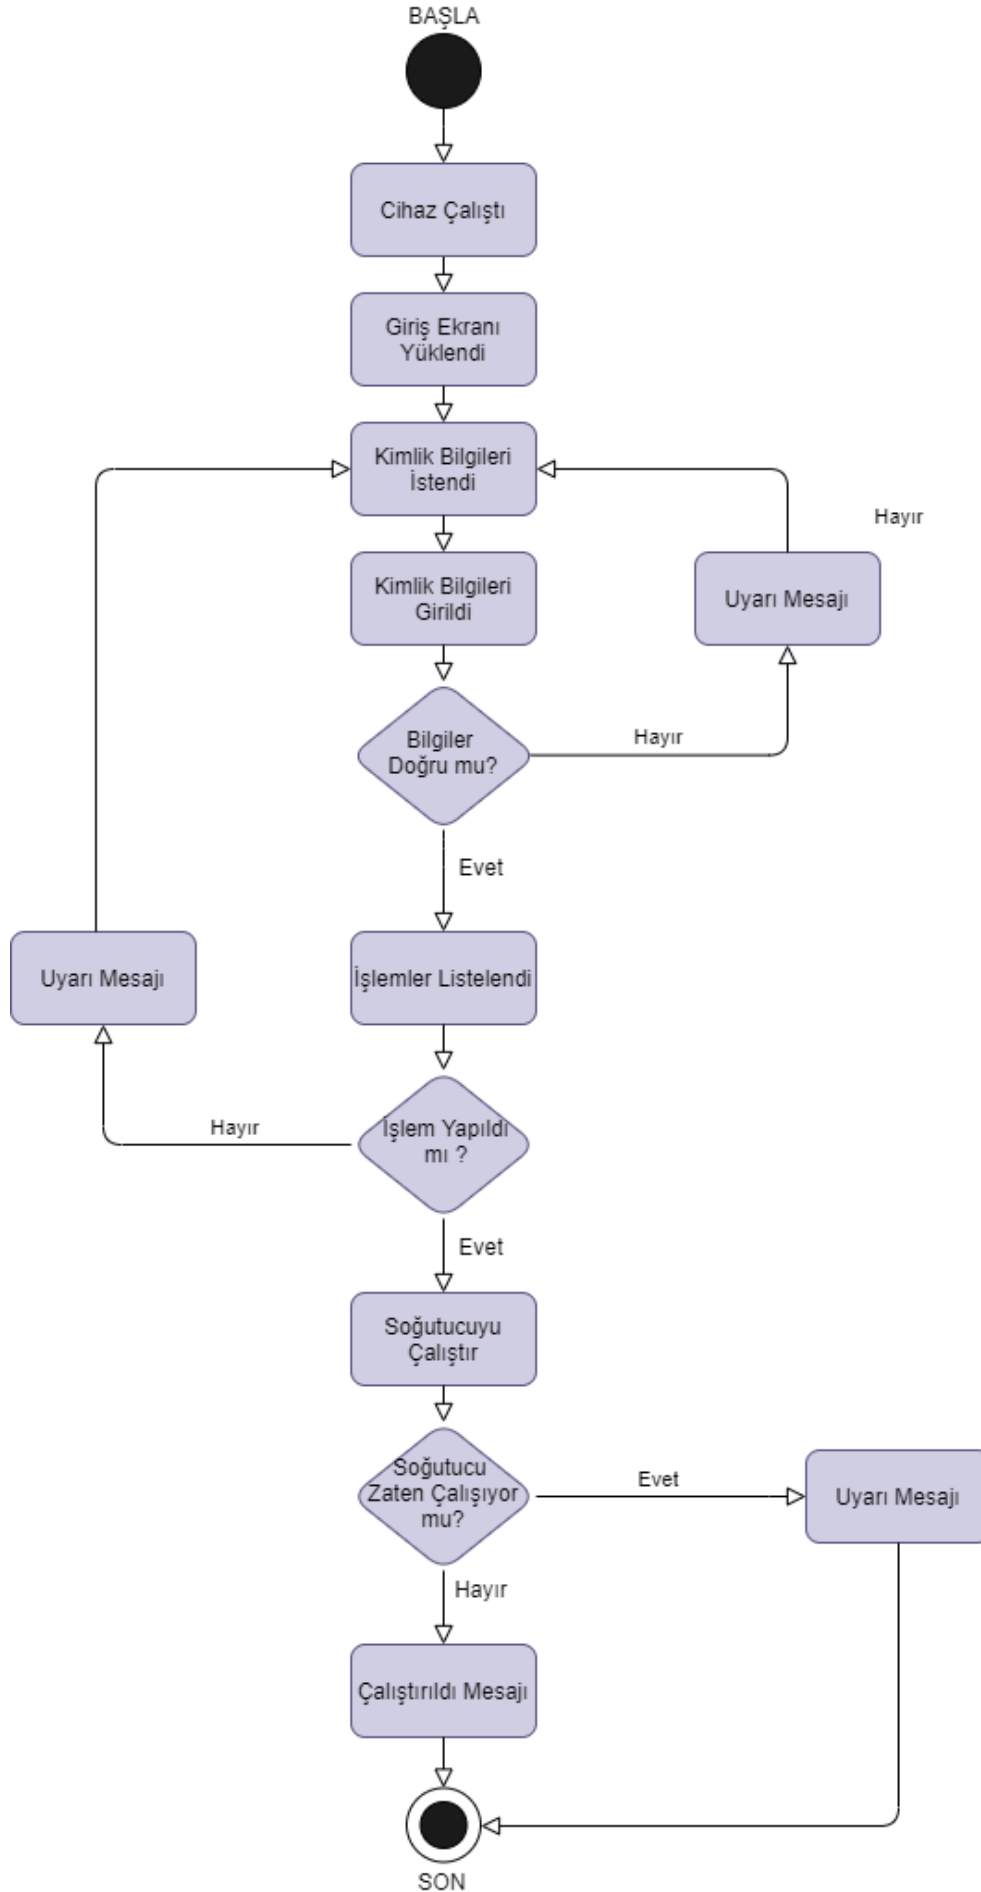 BAŞLA
Cihaz Çalıştı
Giriş Ekranı
Yüklendi
Kimlik Bilgileri
İstendi
Hayır
Kimlik Bilgileri
Girildi
Uyarı Mesajı
Bilgiler
Doğru mu?
Hayır
Evet
Uyarı Mesajı
İşlemler Listelendi
Hayır
İşlem Yapıldı
mı ?
Evet
Soğutucuyu
Çalıştır
Soğutucu
Zaten Çalışıyor
mu?
Evet
Uyarı Mesajı
Hayır
Çalıştırıldı Mesajı
SON